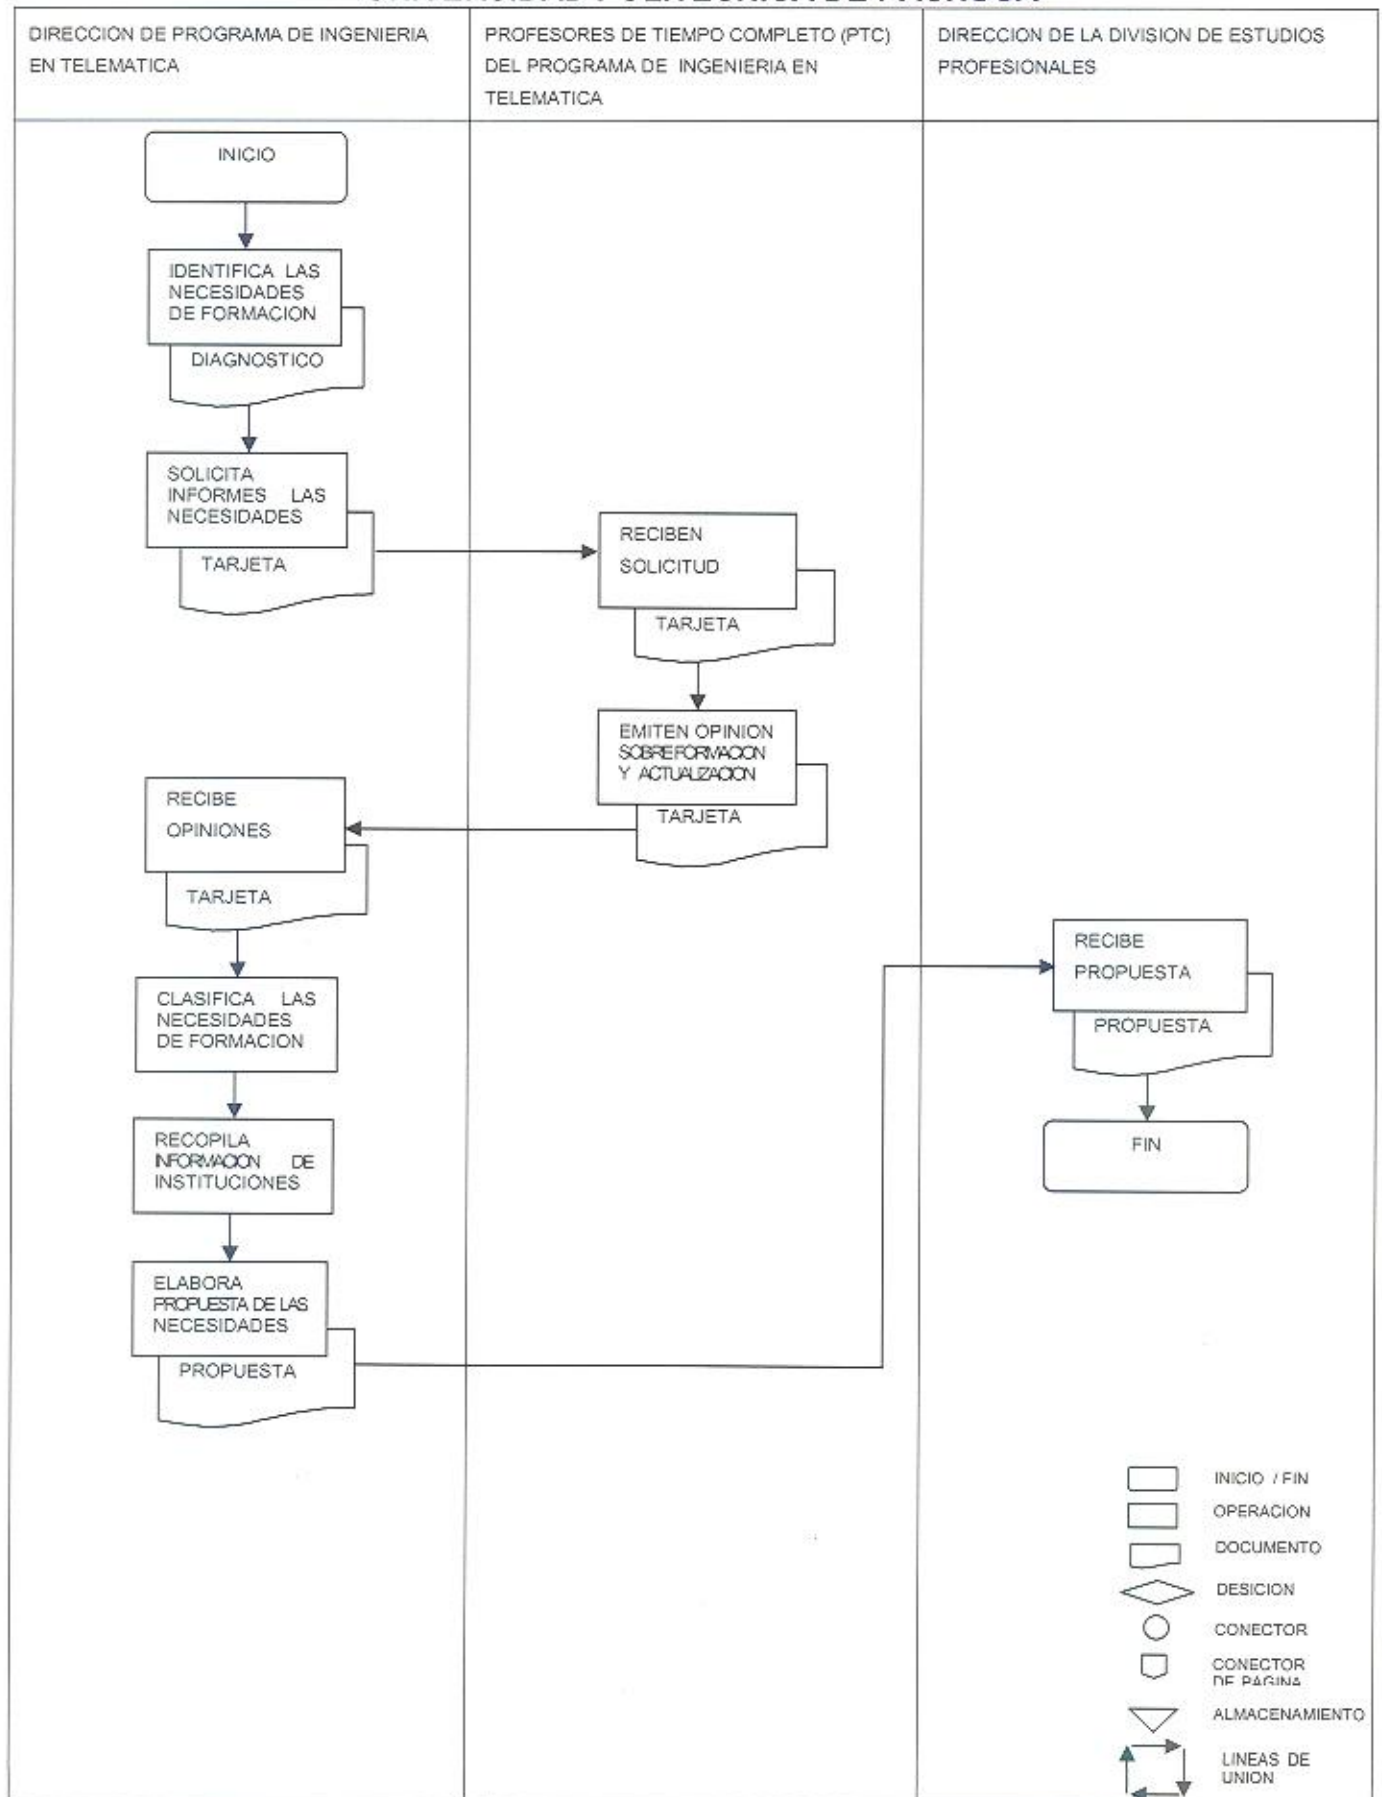 DIRECCION DE PROGRAMA DE INGENIERIA
EN TELEMATICA
PROFESORES DE TIEMPO COMPLETO (PTC)
DEL PROGRAMA DE INGENIERIA EN
TELEMATICA
DIRECCION DE LA DIVISION DE ESTUDIOS
PROFESIONALES
INICIO
IDENTIFICA LAS
NECESIDADES
DE FORMACION
DIAGNOSTICO
SOLICITA
INFORMES LAS
NECESIDADES
TARJETA
RECIBEN
SOLICITUD
TARJETA
EMITEN OPINION
SOBRE FORMACION
Y ACTUALIZACION
TARJETA
RECIBE
OPINIONES
TARJETA
CLASIFICA LAS
NECESIDADES
DE FORMACION
RECOPILA
INFORMACION DE
INSTITUCIONES
ELABORA
PROPUESTA DE LAS
NECESIDADES
PROPUESTA
RECIBE
PROPUESTA
PROPUESTA
FIN
INICIO / FIN
OPERACION
DOCUMENTO
DESICION
CONECTOR
CONECTOR
DE PAGINA
ALMACENAMIENTO
LINEAS DE
UNION